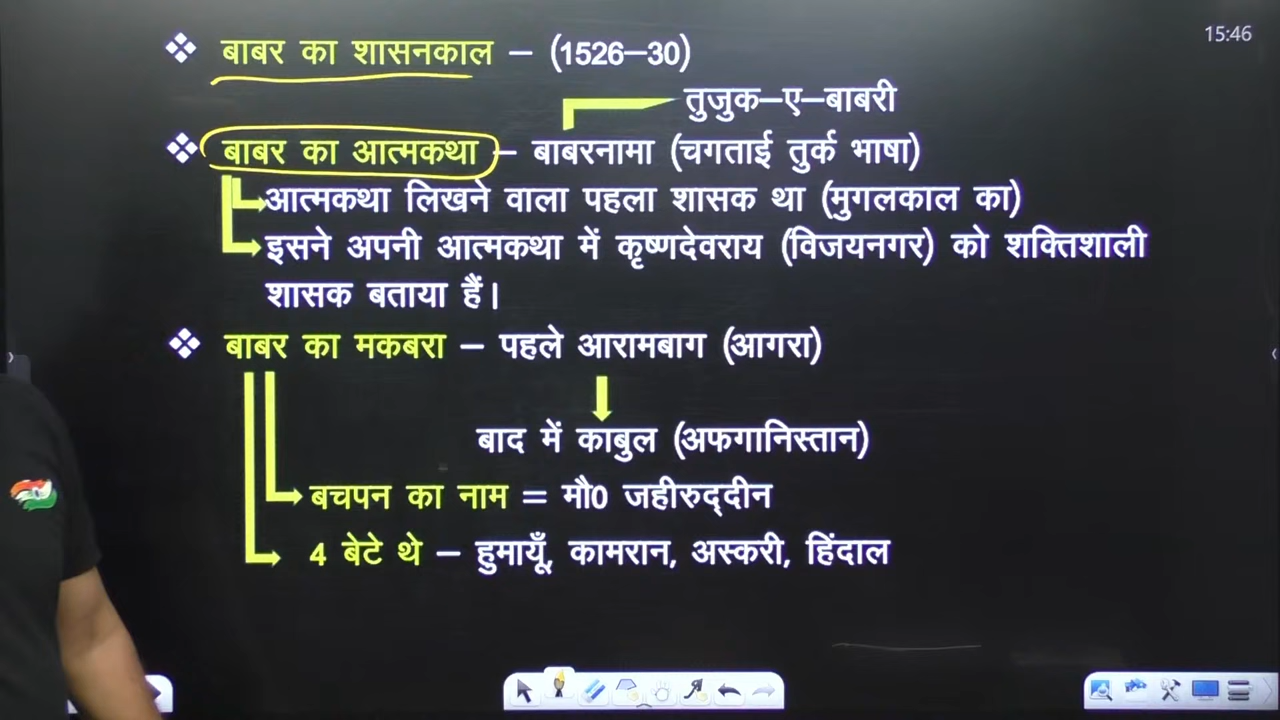 15:46
❖ बाबर का शासनकाल – (1526–30)
तुजुक–ए–बाबरी
❖ बाबर का आत्मकथा – बाबरनामा (चगताई तुर्क भाषा)
आत्मकथा लिखने वाला पहला शासक था (मुगलकाल का)
इसने अपनी आत्मकथा में कृष्णदेवराय (विजयनगर) को शक्तिशाली
शासक बताया हैं।
❖ बाबर का मकबरा – पहले आरामबाग (आगरा)
बाद में काबुल (अफगानिस्तान)
बचपन का नाम = मौ0 जहीरुद्दीन
4 बेटे थे – हुमायूँ, कामरान, अस्करी, हिंदाल